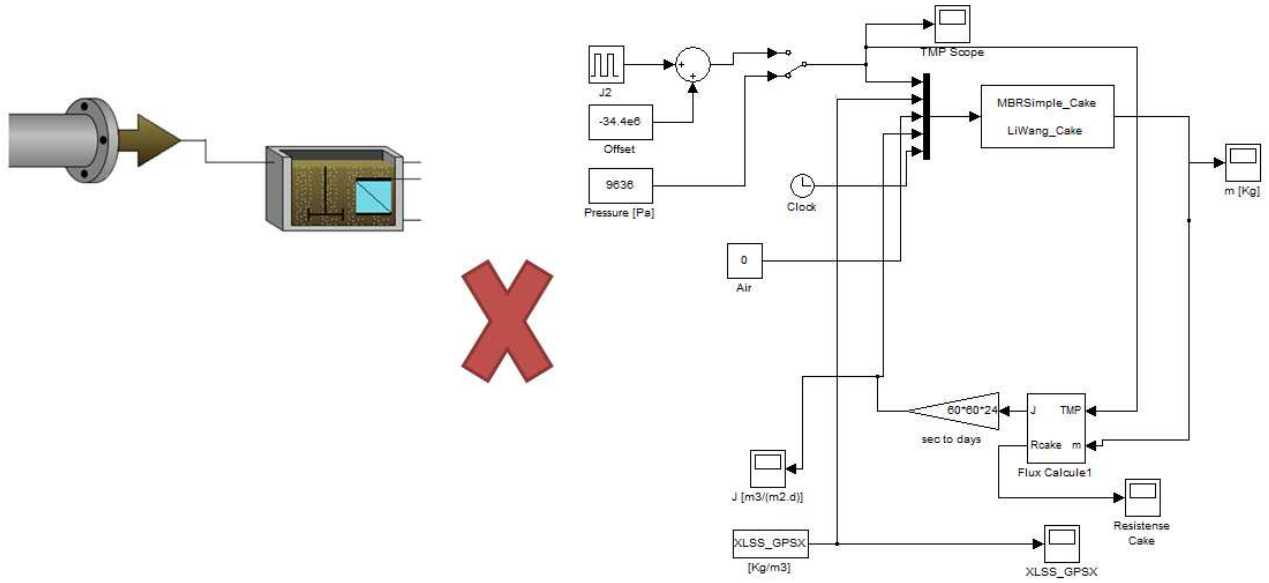 TMP Scope
J2
+
+
-34.4e6
Offset
9636
Pressure [Pa]
MBRSimple_Cake
LiWang_Cake
m [Kg]
Clock
0
Air
60*60*24
sec to days
J
TMP
Rcake
m
Flux Calcule1
J [m3/(m2.d)]
Resistense
Cake
XLSS_GPSX
[Kg/m3]
XLSS_GPSX